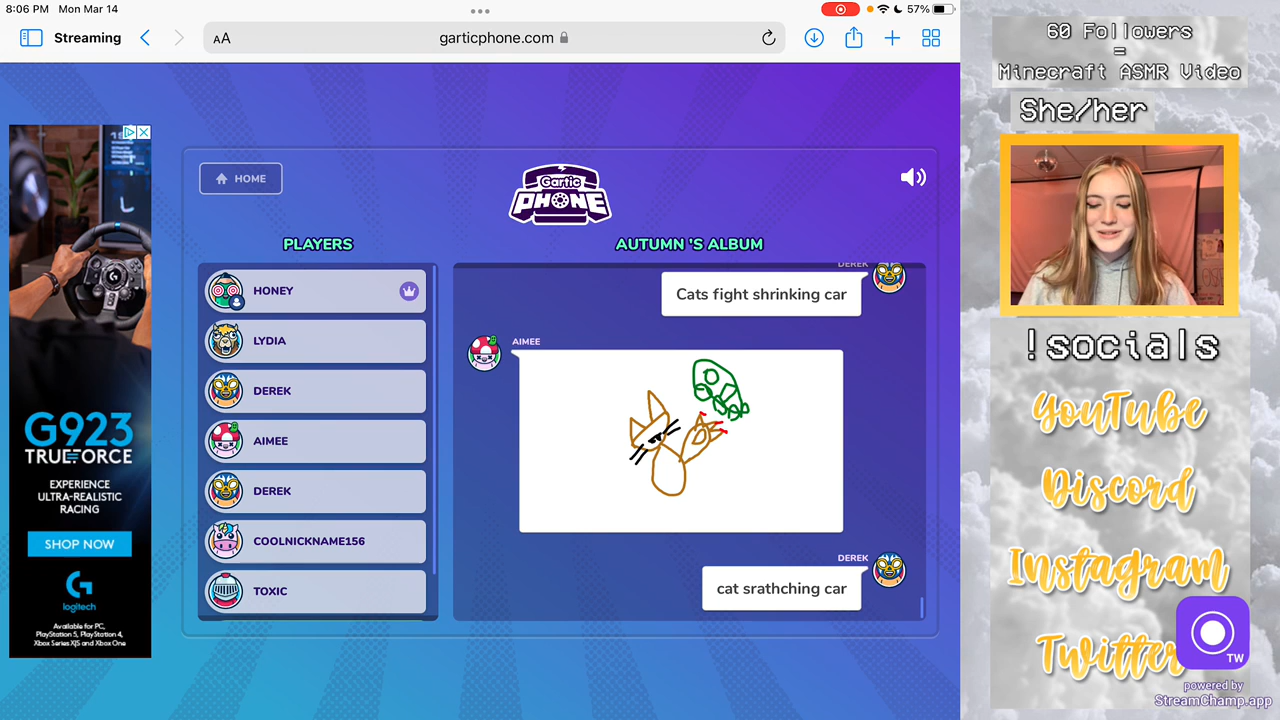 8:06 PM Mon Mar 14
57%
Streaming
AA
garticphone.com
HOME
Gartic
PHONE
PLAYERS
HONEY
LYDIA
DEREK
AIMEE
DEREK
COOLNICKNAME156
TOXIC
AUTUMN 'S ALBUM
DEREK
Cats fight shrinking car
AIMEE
DEREK
cat srathching car
G923
TRUEFORCE
EXPERIENCE
ULTRA-REALISTIC
RACING
SHOP NOW
logitech
Available for PC,
PlayStation 5, PlayStation 4,
Xbox Series X|S and Xbox One
60 Followers
=
Minecraft ASMR Video
She/her
!socials
YouTube
Discord
Instagram
Twitter
TW
powered by
StreamChamp.app